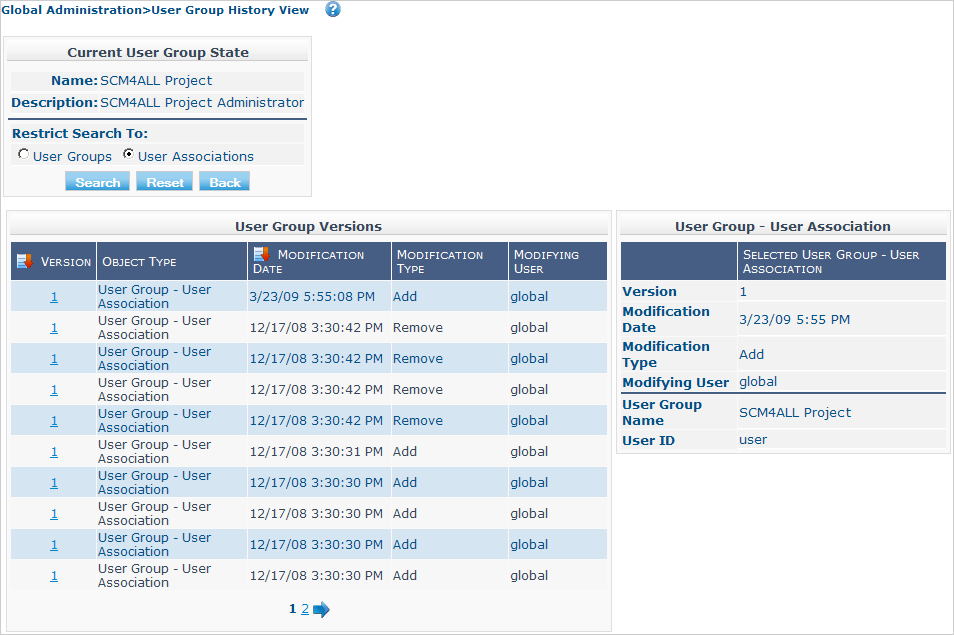 Global Administration>User Group History View ?
Current User Group State
Name: SCM4ALL Project
Description: SCM4ALL Project Administrator
Restrict Search To:
User Groups User Associations
Search Reset Back
User Group Versions
VERSION OBJECT TYPE MODIFICATION DATE MODIFICATION TYPE MODIFYING USER
1 User Group - User Association 3/23/09 5:55:08 PM Add global
1 User Group - User Association 12/17/08 3:30:42 PM Remove global
1 User Group - User Association 12/17/08 3:30:42 PM Remove global
1 User Group - User Association 12/17/08 3:30:42 PM Remove global
1 User Group - User Association 12/17/08 3:30:42 PM Remove global
1 User Group - User Association 12/17/08 3:30:31 PM Add global
1 User Group - User Association 12/17/08 3:30:30 PM Add global
1 User Group - User Association 12/17/08 3:30:30 PM Add global
1 User Group - User Association 12/17/08 3:30:30 PM Add global
1 User Group - User Association 12/17/08 3:30:30 PM Add global
1 2
User Group - User Association
SELECTED USER GROUP - USER ASSOCIATION
Version 1
Modification Date 3/23/09 5:55 PM
Modification Type Add
Modifying User global
User Group Name SCM4ALL Project
User ID user